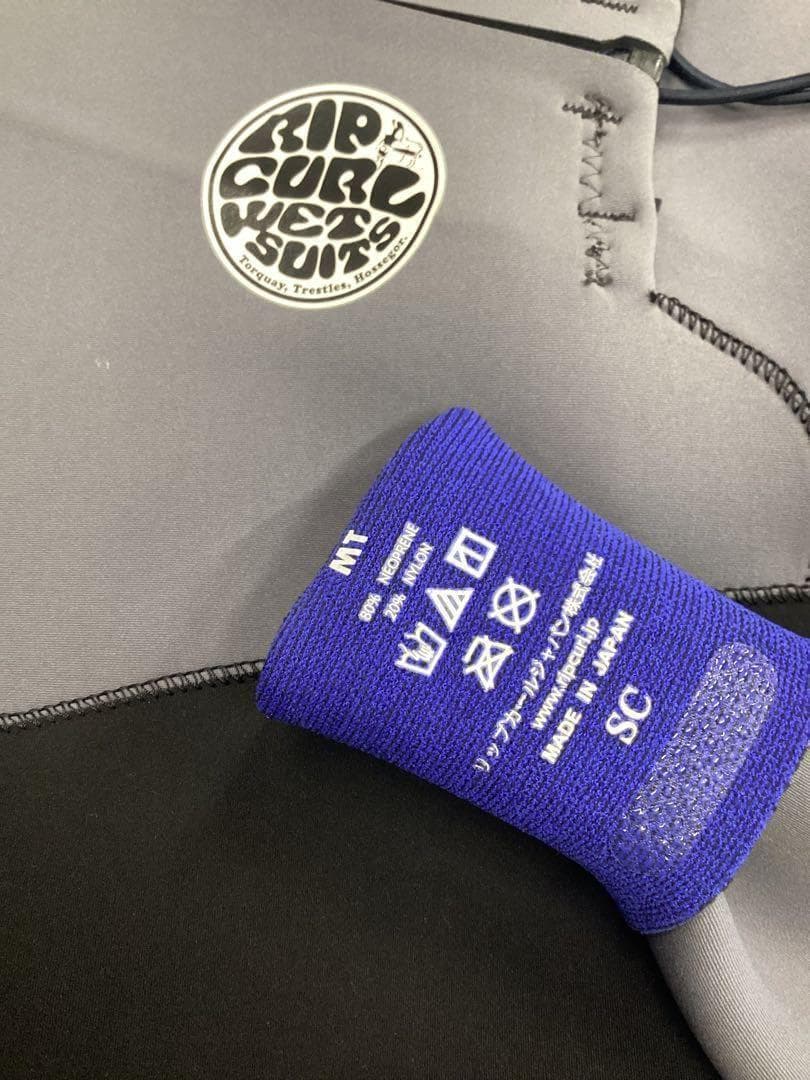 RIP
CURL
WET
SUITS
Torquay, Trestles, Hossegor.
MT
80% NEOPRENE
20% NYLON
リップカールジャパン株式会社
www.ripcurl.jp
MADE IN JAPAN
SC